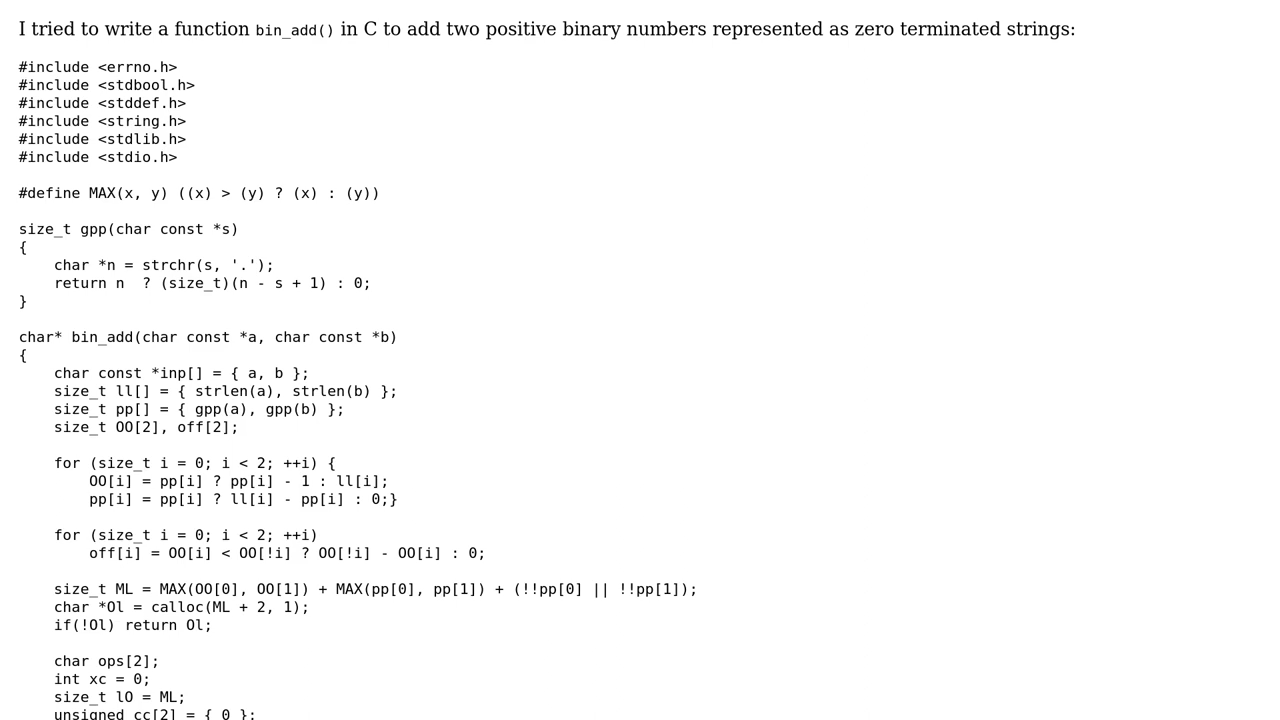 I tried to write a function bin_add() in C to add two positive binary numbers represented as zero terminated strings:
#include <errno.h>
#include <stdbool.h>
#include <stddef.h>
#include <string.h>
#include <stdlib.h>
#include <stdio.h>
#define MAX(x, y) ((x) > (y) ? (x) : (y))
size_t gpp(char const *s)
{
    char *n = strchr(s, '.');
    return n  ? (size_t)(n - s + 1) : 0;
}
char* bin_add(char const *a, char const *b)
{
    char const *inp[] = { a, b };
    size_t ll[] = { strlen(a), strlen(b) };
    size_t pp[] = { gpp(a), gpp(b) };
    size_t OO[2], off[2];
    for (size_t i = 0; i < 2; ++i) {
        OO[i] = pp[i] ? pp[i] - 1 : ll[i];
        pp[i] = pp[i] ? ll[i] - pp[i] : 0;}
    for (size_t i = 0; i < 2; ++i)
        off[i] = OO[i] < OO[!i] ? OO[!i] - OO[i] : 0;
    size_t ML = MAX(OO[0], OO[1]) + MAX(pp[0], pp[1]) + (!!pp[0] || !!pp[1]);
    char *Ol = calloc(ML + 2, 1);
    if(!Ol) return Ol;
    char ops[2];
    int xc = 0;
    size_t lO = ML;
    unsigned cc[2] = { 0 };